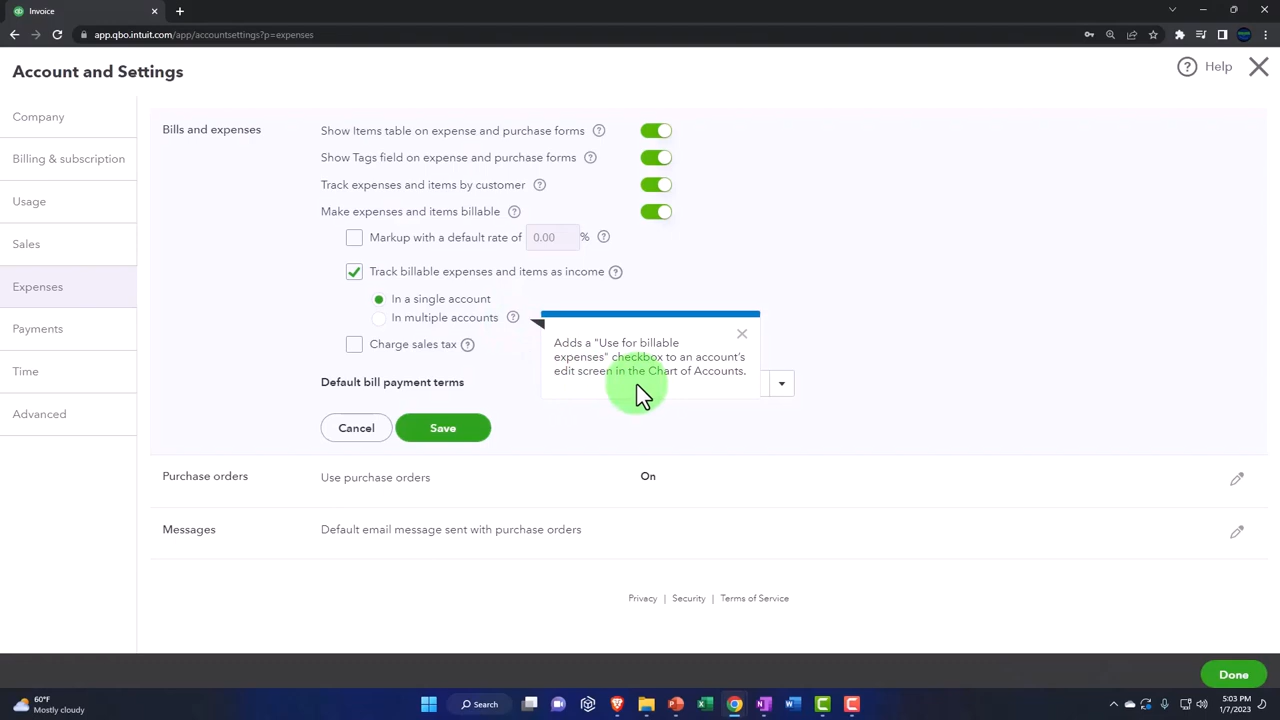 Invoice
app.qbo.intuit.com/app/accountsettings?p=expenses
Account and Settings
Help
Company
Billing & subscription
Usage
Sales
Expenses
Payments
Time
Advanced
Bills and expenses
Show Items table on expense and purchase forms
Show Tags field on expense and purchase forms
Track expenses and items by customer
Make expenses and items billable
Markup with a default rate of 0.00 %
Track billable expenses and items as income
In a single account
In multiple accounts
Adds a "Use for billable
expenses" checkbox to an account's
edit screen in the Chart of Accounts.
Charge sales tax
Default bill payment terms
Cancel
Save
Purchase orders
Use purchase orders
On
Messages
Default email message sent with purchase orders
Privacy | Security | Terms of Service
Done
60°F
Mostly cloudy
Search
5:03 PM
1/7/2023